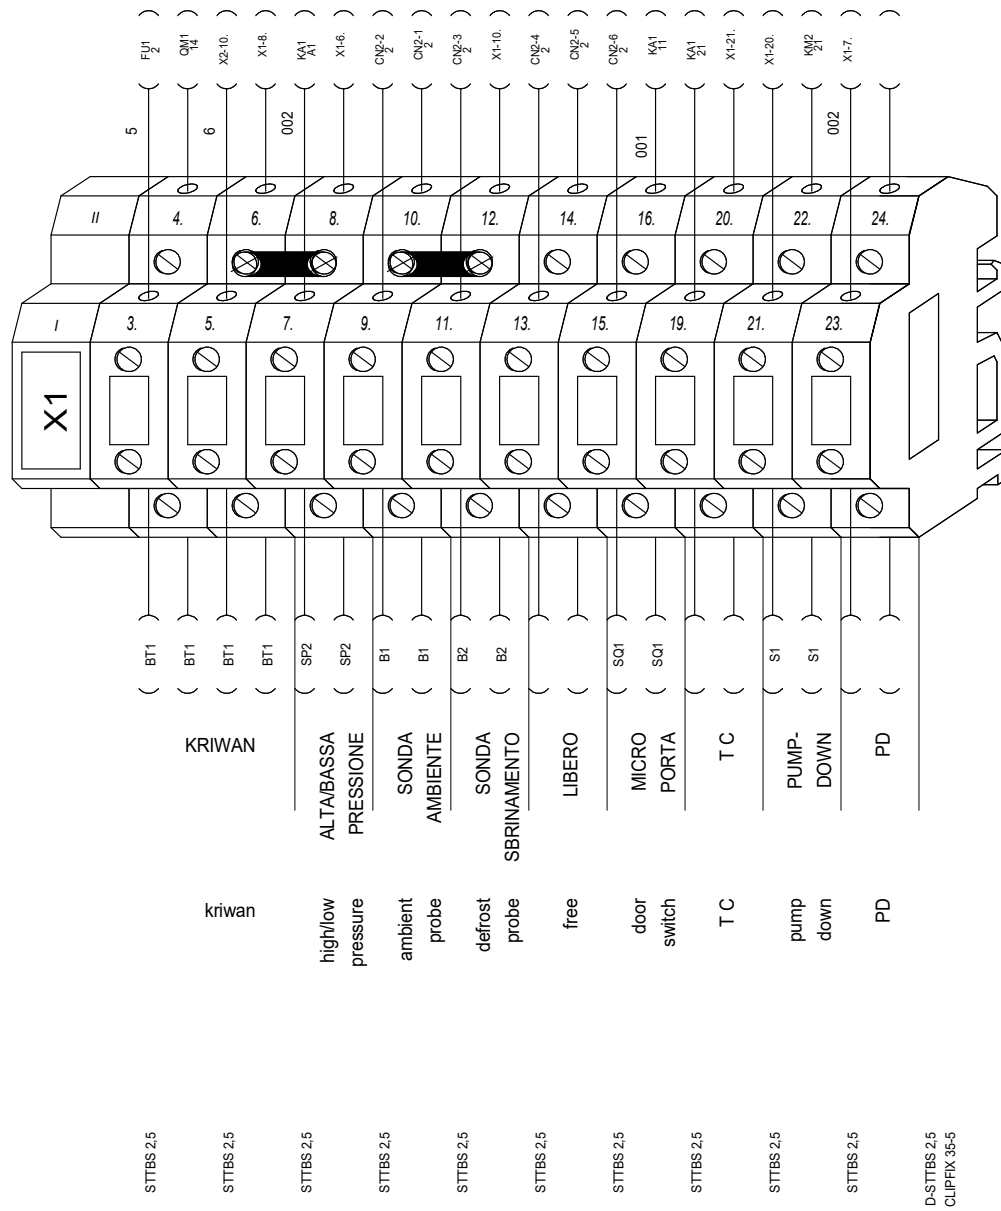 FU1
2
QM1
14
X2-10.
X1-8.
KA1
A1
X1-6.
CN2-2
2
CN2-1
2
CN2-3
2
X1-10.
CN2-4
2
CN2-5
2
CN2-6
2
KA1
11
KA1
21
X1-21.
X1-20.
KM2
21
X1-7.
5
6
002
001
002
II
4.
6.
8.
10.
12.
14.
16.
20.
22.
24.
I
3.
5.
7.
9.
11.
13.
15.
19.
21.
23.
X1
BT1
BT1
BT1
BT1
SP2
SP2
B1
B1
B2
B2
SQ1
SQ1
S1
S1
KRIWAN
ALTA/BASSA
PRESSIONE
SONDA
AMBIENTE
SONDA
SBRINAMENTO
LIBERO
MICRO
PORTA
T C
PUMP-
DOWN
PD
kriwan
high/low
pressure
ambient
probe
defrost
probe
free
door
switch
T C
pump
down
PD
STTBS 2,5
STTBS 2,5
STTBS 2,5
STTBS 2,5
STTBS 2,5
STTBS 2,5
STTBS 2,5
STTBS 2,5
STTBS 2,5
STTBS 2,5
D-STTBS 2,5
CLIPFIX 35-5